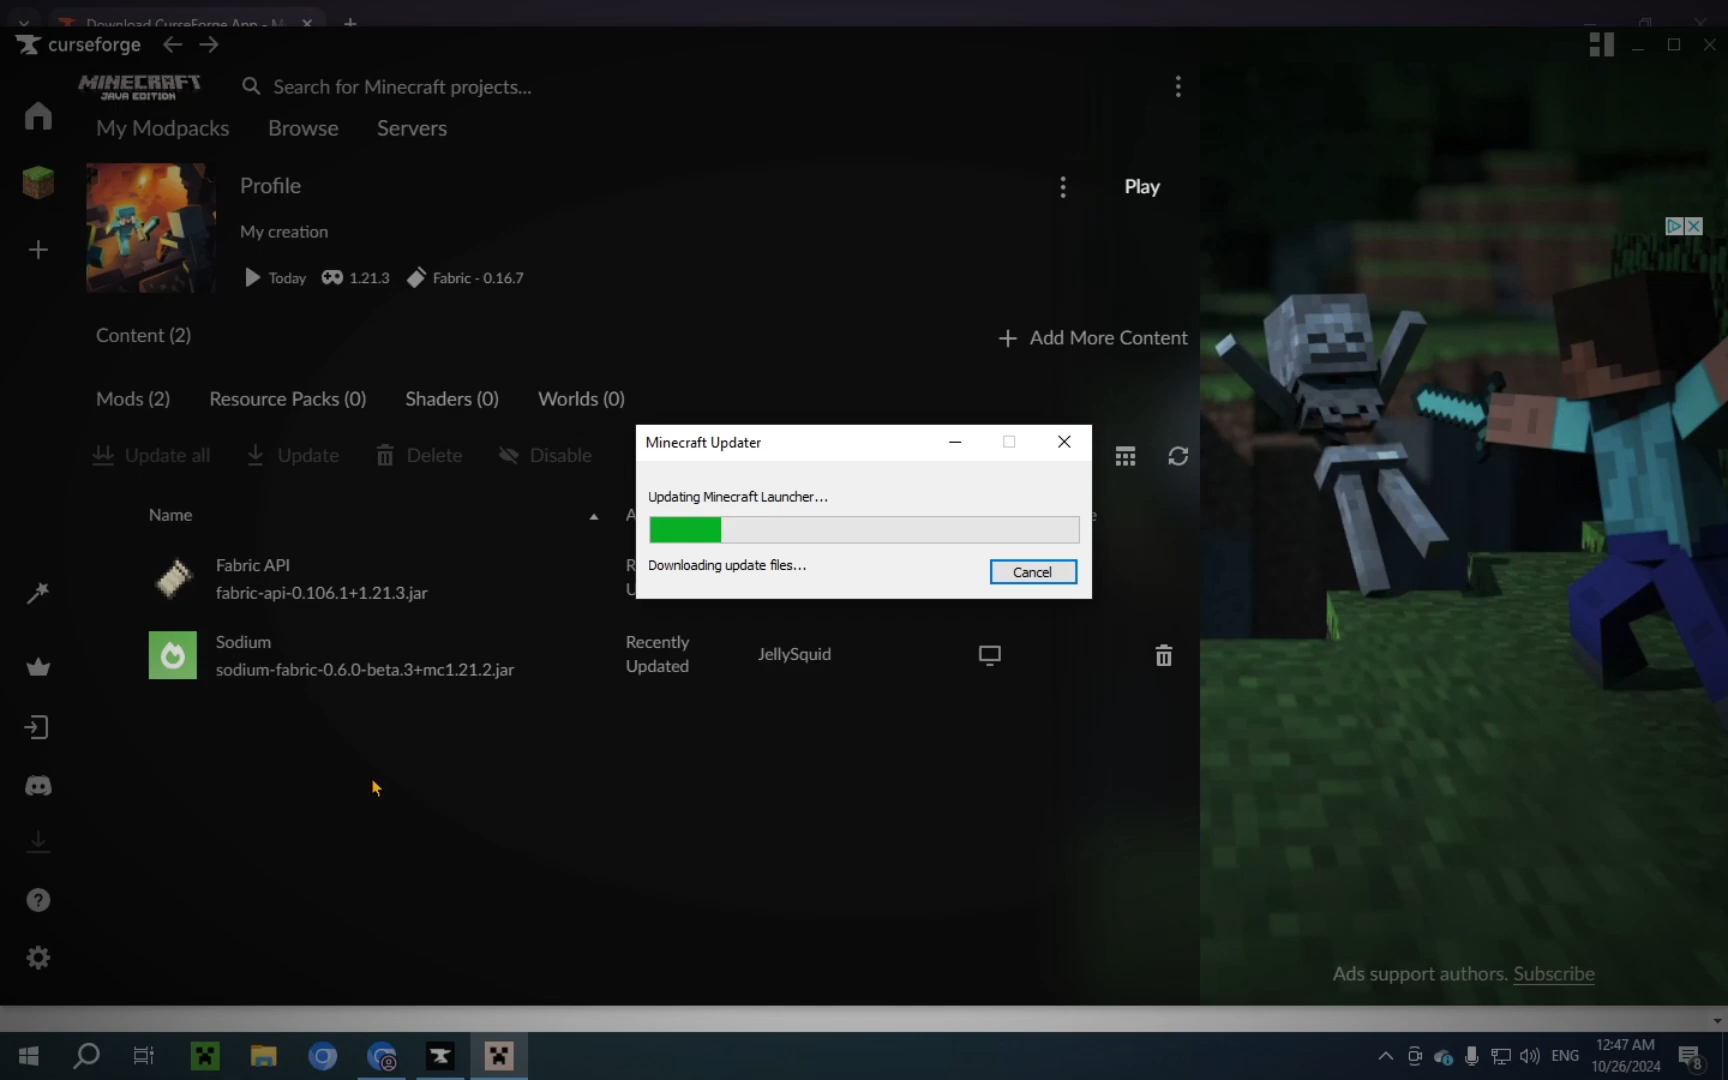 Download CurseForge App - M
curseforge
MINECRAFT
JAVA EDITION
Search for Minecraft projects...
My Modpacks Browse Servers
Profile
Play
My creation
Today 1.21.3 Fabric - 0.16.7
Content (2)
Add More Content
Mods (2) Resource Packs (0) Shaders (0) Worlds (0)
Update all Update Delete Disable
Minecraft Updater
Updating Minecraft Launcher...
Downloading update files...
Cancel
Name
Fabric API
fabric-api-0.106.1+1.21.3.jar
Sodium
sodium-fabric-0.6.0-beta.3+mc1.21.2.jar
Recently
Updated
JellySquid
Ads support authors. Subscribe
ENG
12:47 AM
10/26/2024
8